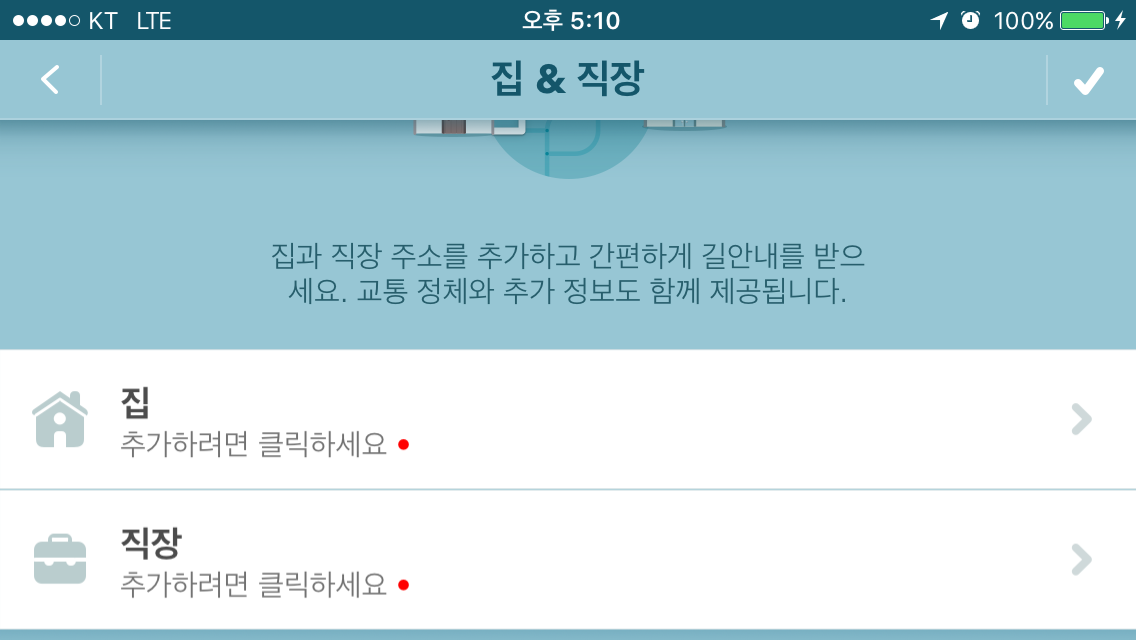 KT LTE 오후 5:10 100%
집 & 직장
집과 직장 주소를 추가하고 간편하게 길안내를 받으
세요. 교통 정체와 추가 정보도 함께 제공됩니다.
집
추가하려면 클릭하세요
직장
추가하려면 클릭하세요